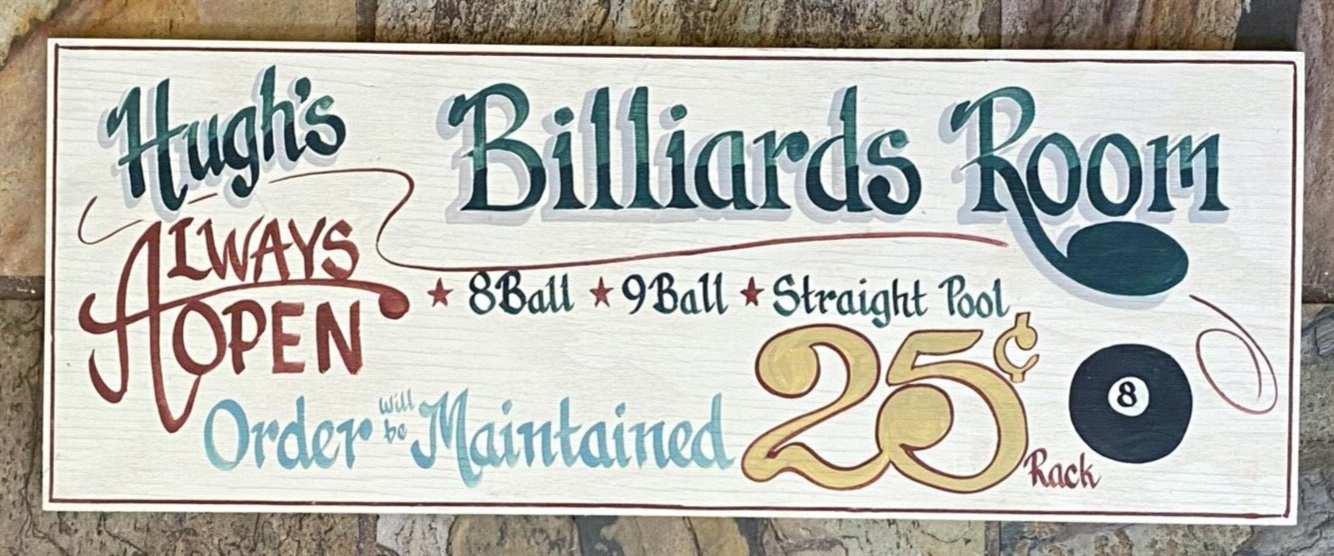 Hugh's Billiards Room
ALWAYS
OPEN
★ 8Ball ★ 9Ball ★ Straight Pool
25¢
Rack
8
Order will be Maintained